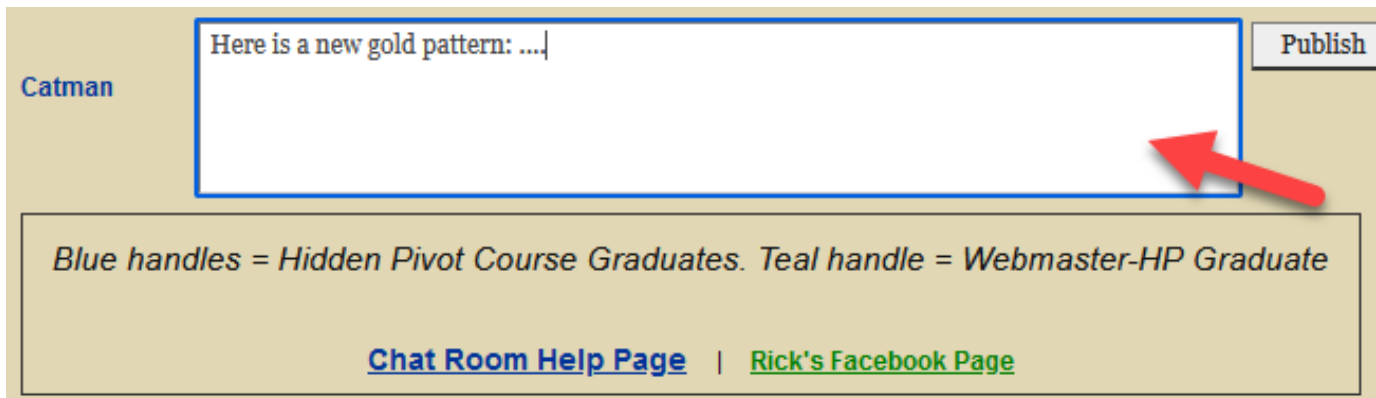 Here is a new gold pattern: ....
Publish
Catman
Blue handles = Hidden Pivot Course Graduates. Teal handle = Webmaster-HP Graduate
Chat Room Help Page | Rick's Facebook Page